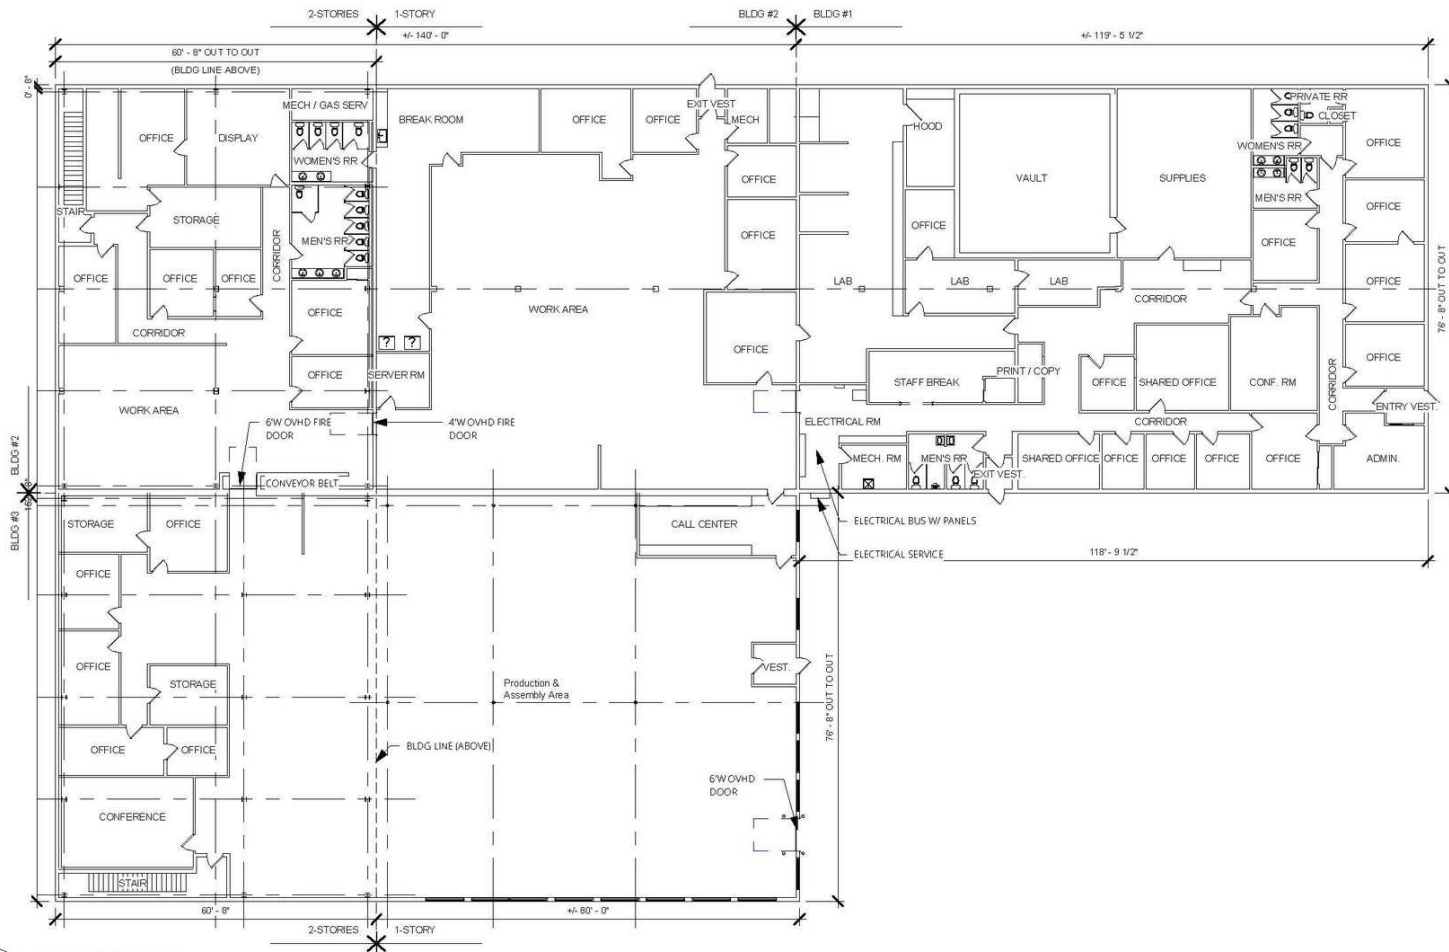 2-STORIES
1-STORY
BLDG #2
BLDG #1
+/- 140' - 0"
+/- 119' - 5 1/2"
60' - 8" OUT TO OUT
(BLDG LINE ABOVE)
0' - 8"
MECH / GAS SERV
EXIT VEST
PRIVATE RR
CLOSET
OFFICE
DISPLAY
BREAK ROOM
OFFICE
OFFICE
MECH
HOOD
WOMEN'S RR
OFFICE
WOMEN'S RR
OFFICE
VAULT
SUPPLIES
MEN'S RR
STAIR
STORAGE
OFFICE
OFFICE
OFFICE
MEN'S RR
OFFICE
CORRIDOR
OFFICE
OFFICE
OFFICE
LAB
LAB
LAB
OFFICE
CORRIDOR
76' - 8" OUT TO OUT
OFFICE
WORK AREA
CORRIDOR
OFFICE
OFFICE
? ?
SERVER RM
OFFICE
STAFF BREAK
PRINT / COPY
OFFICE
SHARED OFFICE
CONF. RM
CORRIDOR
WORK AREA
ENTRY VEST.
6'W OVHD FIRE
DOOR
4'W OVHD FIRE
DOOR
ELECTRICAL RM
CORRIDOR
BLDG #2
MECH. RM
MEN'S RR
EXIT VEST.
SHARED OFFICE
OFFICE
OFFICE
OFFICE
OFFICE
ADMIN.
CONVEYOR BELT
BLDG #3
STORAGE
OFFICE
CALL CENTER
ELECTRICAL BUS W/ PANELS
ELECTRICAL SERVICE
118' - 9 1/2"
OFFICE
OFFICE
STORAGE
VEST.
Production &
Assembly Area
76' - 8" OUT TO OUT
OFFICE
OFFICE
BLDG LINE (ABOVE)
6'W OVHD
DOOR
CONFERENCE
STAIR
60' - 8"
+/- 80' - 0"
2-STORIES
1-STORY